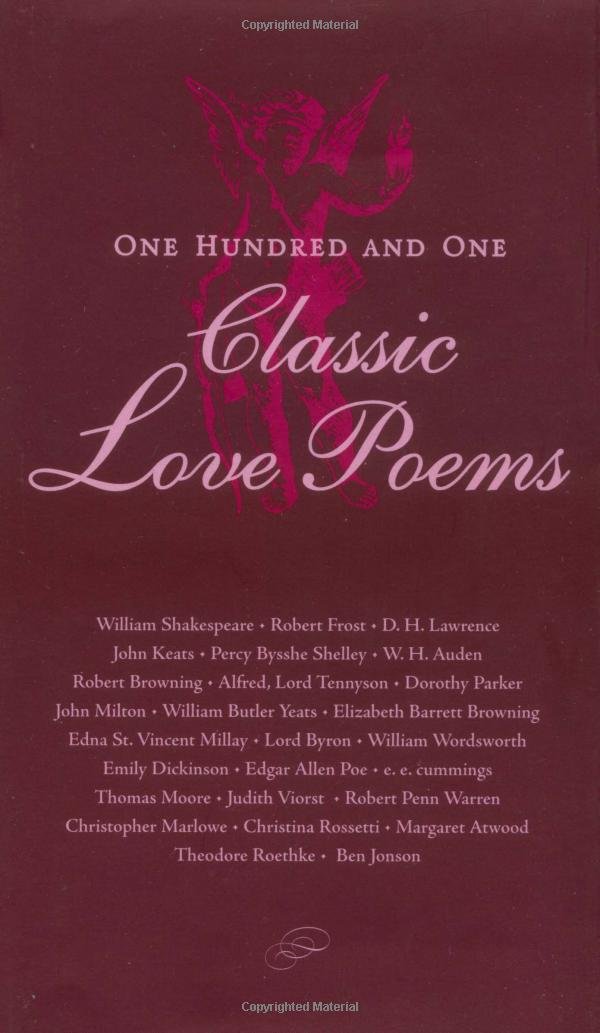 Copyrighted Material
One Hundred and One
Classic
Love Poems
William Shakespeare • Robert Frost • D. H. Lawrence
John Keats • Percy Bysshe Shelley • W. H. Auden
Robert Browning • Alfred, Lord Tennyson • Dorothy Parker
John Milton • William Butler Yeats • Elizabeth Barrett Browning
Edna St. Vincent Millay • Lord Byron • William Wordsworth
Emily Dickinson • Edgar Allen Poe • e. e. cummings
Thomas Moore • Judith Viorst • Robert Penn Warren
Christopher Marlowe • Christina Rossetti • Margaret Atwood
Theodore Roethke • Ben Jonson
Copyrighted Material